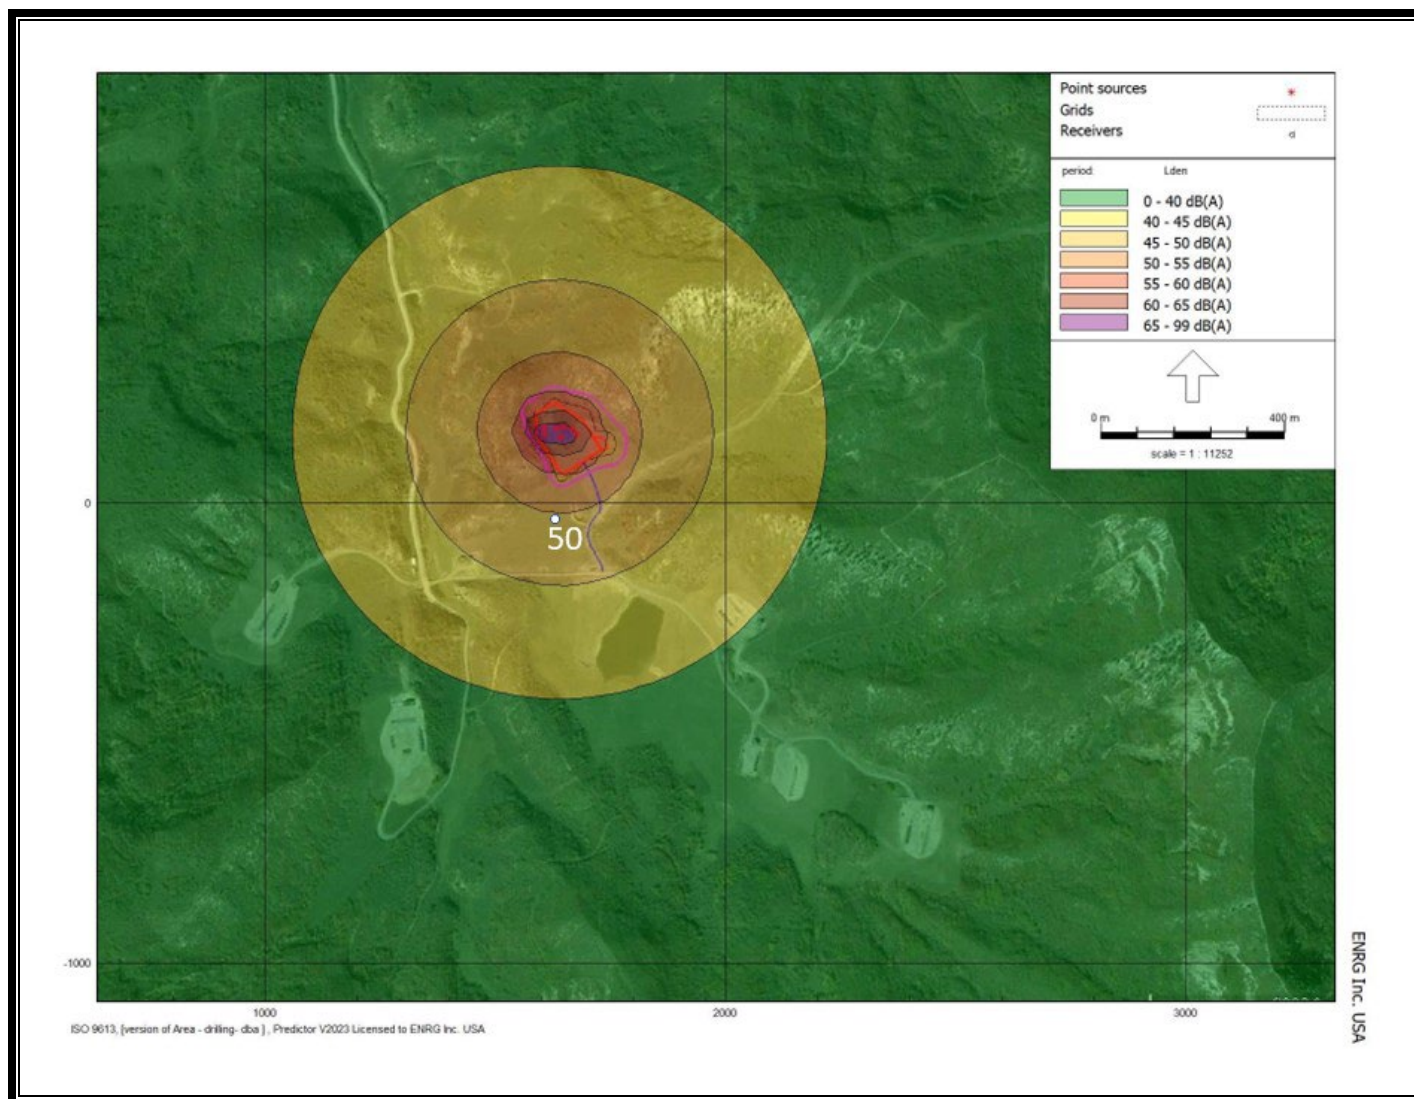 Point sources
Grids
Receivers
period: Lden
0 - 40 dB(A)
40 - 45 dB(A)
45 - 50 dB(A)
50 - 55 dB(A)
55 - 60 dB(A)
60 - 65 dB(A)
65 - 99 dB(A)
0 m 400 m
scale = 1 : 11252
0
50
-1000
1000 2000 3000
ISO 9613, [version of Area - drilling- dba ] , Predictor V2023 Licensed to ENRG Inc. USA
ENRG Inc. USA